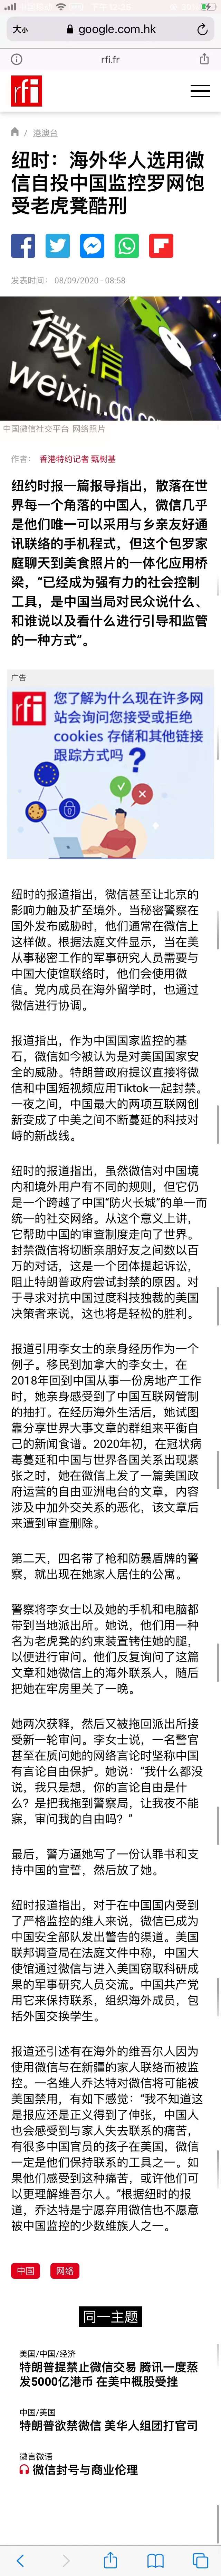 大小 google.com.hk
rfi.fr
rfi
/ 港澳台
纽时：海外华人选用微
信自投中国监控罗网饱
受老虎凳酷刑
发表时间： 08/09/2020 - 08:58
微信
weixin.qq.com
中国微信社交平台 网络照片
作者： 香港特约记者 甄树基
纽约时报一篇报导指出，散落在世
界每一个角落的中国人，微信几乎
是他们唯一可以采用与乡亲友好通
讯联络的手机程式，但这个包罗家
庭聊天到美食照片的一体化应用桥
梁，“已经成为强有力的社会控制
工具，是中国当局对民众说什么、
和谁说以及看什么进行引导和监管
的一种方式”。
广告
rfi
您了解为什么现在许多网
站会询问您接受或拒绝
cookies 存储和其他链接
跟踪方式吗？
纽时的报道指出，微信甚至让北京的
影响力触及扩至境外。当秘密警察在
国外发布威胁时，他们通常在微信上
这样做。根据法庭文件显示，当在美
从事秘密工作的军事研究人员需要与
中国大使馆联络时，他们会使用微
信。党内成员在海外留学时，也通过
微信进行协调。
报道指出，作为中国国家监控的基
石，微信如今被认为是对美国国家安
全的威胁。特朗普政府提议直接将微
信和中国短视频应用Tiktok一起封禁。
一夜之间，中国最大的两项互联网创
新变成了中美之间不断蔓延的科技对
峙的新战线。
纽时的报道指出，虽然微信对中国境
内和境外用户有不同的规则，但它仍
是一个跨越了中国“防火长城”的单一而
统一的社交网络。从这个意义上讲，
它帮助中国的审查制度走向了世界。
封禁微信将切断亲朋友好之间数以百
万的对话，这是一个团体提起诉讼，
阻止特朗普政府尝试封禁的原因。对
于寻求对抗中国过度科技独裁的美国
决策者来说，这也将是轻松的胜利。
报道引用李女士的亲身经历作为一个
例子。移民到加拿大的李女士，在
2018年回到中国从事一份房地产工作
时，她亲身感受到了中国互联网管制
的抽打。在经历海外生活后，她试图
靠分享世界大事文章的群组来平衡自
己的新闻食谱。2020年初，在冠状病
毒蔓延和中国与世界各国关系出现紧
张之时，她在微信上发了一篇美国政
府运营的自由亚洲电台的文章，内容
涉及中加外交关系的恶化，该文章后
来遭到审查删除。
第二天，四名带了枪和防暴盾牌的警
察，就出现在她家人居住的公寓。
警察将李女士以及她的手机和电脑都
带到当地派出所。她说，他们用一种
名为老虎凳的约束装置铐住她的腿，
以便进行审问。他们反复询问了这篇
文章和她微信上的海外联系人，随后
把她在牢房里关了一晚。
她两次获释，然后又被拖回派出所接
受新一轮审问。李女士说，一名警官
甚至在质问她的网络言论时坚称中国
有言论自由保护。她说：“我什么都没
说，我只是想，你的言论自由是什
么？是把我拖到警察局，让我夜不能
寐，审问我的自由吗？”
最后，警方逼她写了一份认罪书和支
持中国的宣誓，然后放了她。
纽时报道指出，对于在中国国内受到
了严格监控的维人来说，微信已成为
中国安全部队发出警告的渠道。美国
联邦调查局在法庭文件中称，中国大
使馆通过微信与进入美国窃取科研成
果的军事研究人员交流。中国共产党
用它来保持联系，组织海外成员，包
括外国交换学生。
报道还引述有在海外的维吾尔人因为
使用微信与在新疆的家人联络而被监
控。一名维人乔达特对微信将可能被
美国禁用，有如下感觉：“我不知道这
是报应还是正义得到了伸张，中国人
也会感受到与家人失去联系的痛苦，
有很多中国官员的孩子在美国，微信
一定是他们保持联系的工具之一。如
果他们感受到这种痛苦，或许他们可
以更理解维吾尔人。”根据纽时的报
道，乔达特是宁愿弃用微信也不愿意
被中国监控的少数维族人之一。
中国 网络
同一主题
美国/中国/经济
特朗普提禁止微信交易 腾讯一度蒸
发5000亿港币 在美中概股受挫
中国/美国
特朗普欲禁微信 美华人组团打官司
微言微语
微信封号与商业伦理